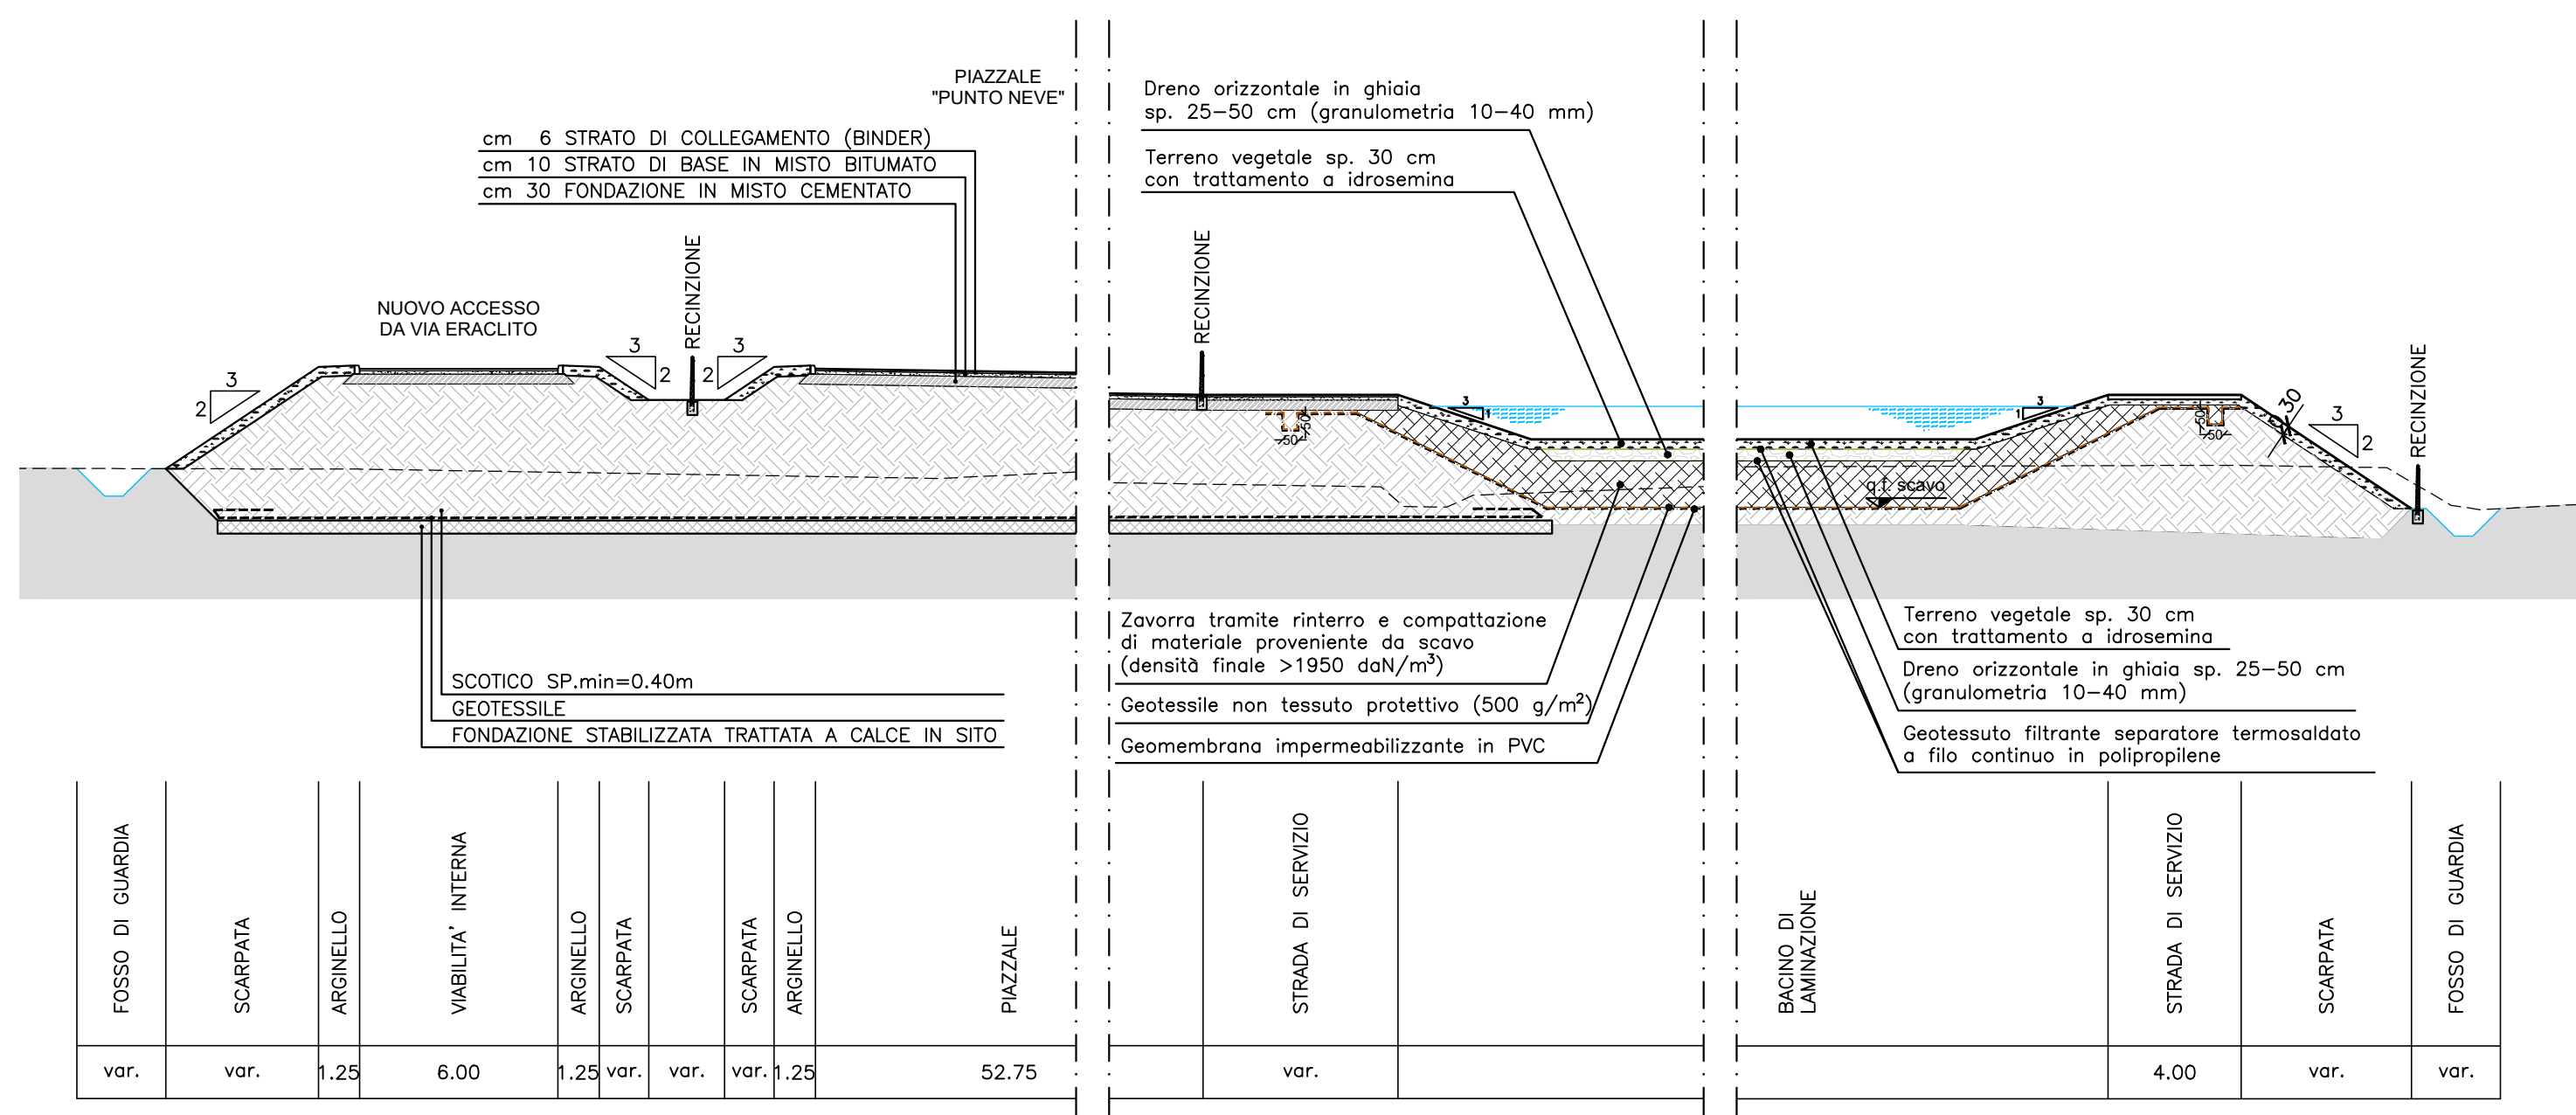 PIAZZALE
"PUNTO NEVE"
cm 6 STRATO DI COLLEGAMENTO (BINDER)
cm 10 STRATO DI BASE IN MISTO BITUMATO
cm 30 FONDAZIONE IN MISTO CEMENTATO
Dreno orizzontale in ghiaia
sp. 25-50 cm (granulometria 10-40 mm)
Terreno vegetale sp. 30 cm
con trattamento a idrosemina
NUOVO ACCESSO
DA VIA ERACLITO
RECINZIONE
RECINZIONE
RECINZIONE
3
2
3
2
3
2
3
1
3
1
3
2
30
50
50
50
50
q.f. scavo
SCOTICO SP.min=0.40m
GEOTESSILE
FONDAZIONE STABILIZZATA TRATTATA A CALCE IN SITO
Zavorra tramite rinterro e compattazione
di materiale proveniente da scavo
(densità finale >1950 daN/m³)
Geotessile non tessuto protettivo (500 g/m²)
Geomembrana impermeabilizzante in PVC
Terreno vegetale sp. 30 cm
con trattamento a idrosemina
Dreno orizzontale in ghiaia sp. 25-50 cm
(granulometria 10-40 mm)
Geotessuto filtrante separatore termosaldato
a filo continuo in polipropilene
FOSSO DI GUARDIA
SCARPATA
ARGINELLO
VIABILITA' INTERNA
ARGINELLO
SCARPATA
SCARPATA
ARGINELLO
PIAZZALE
STRADA DI SERVIZIO
BACINO DI
LAMINAZIONE
STRADA DI SERVIZIO
SCARPATA
FOSSO DI GUARDIA
var.
var.
1.25
6.00
1.25
var.
var.
var.
1.25
52.75
var.
4.00
var.
var.